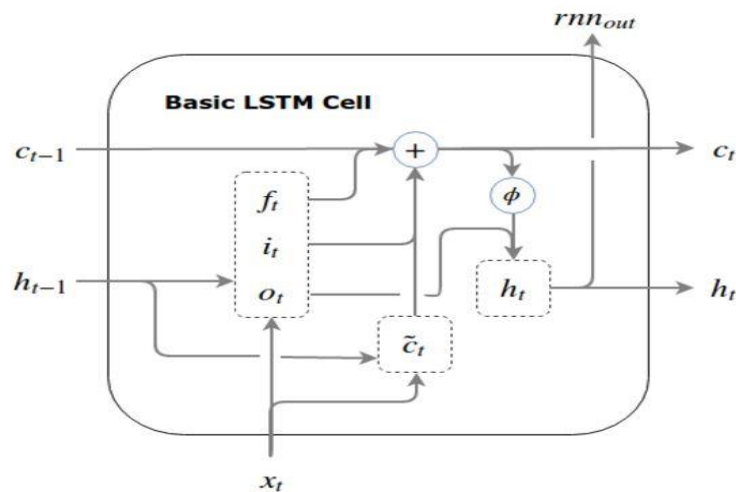 rnn_out
Basic LSTM Cell
c_{t−1} + c_t
f_t ϕ
i_t
h_{t−1} o_t h_t h_t
c̃_t
x_t